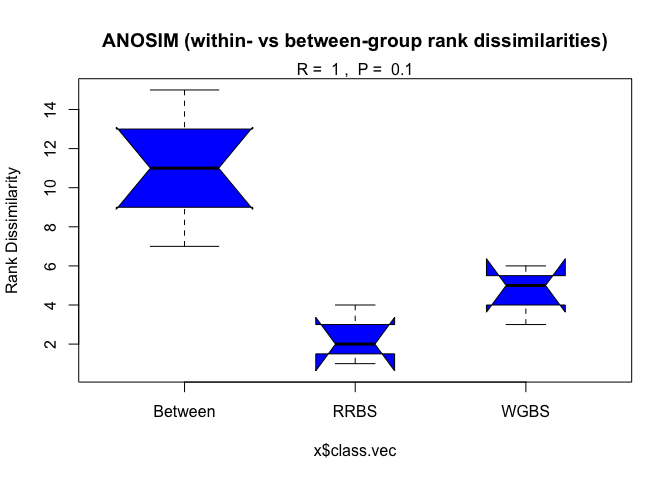 ANOSIM (within- vs between-group rank dissimilarities)
R =  1 ,  P =  0.1
Rank Dissimilarity
14
12
10
8
6
4
2
Between RRBS WGBS
x$class.vec